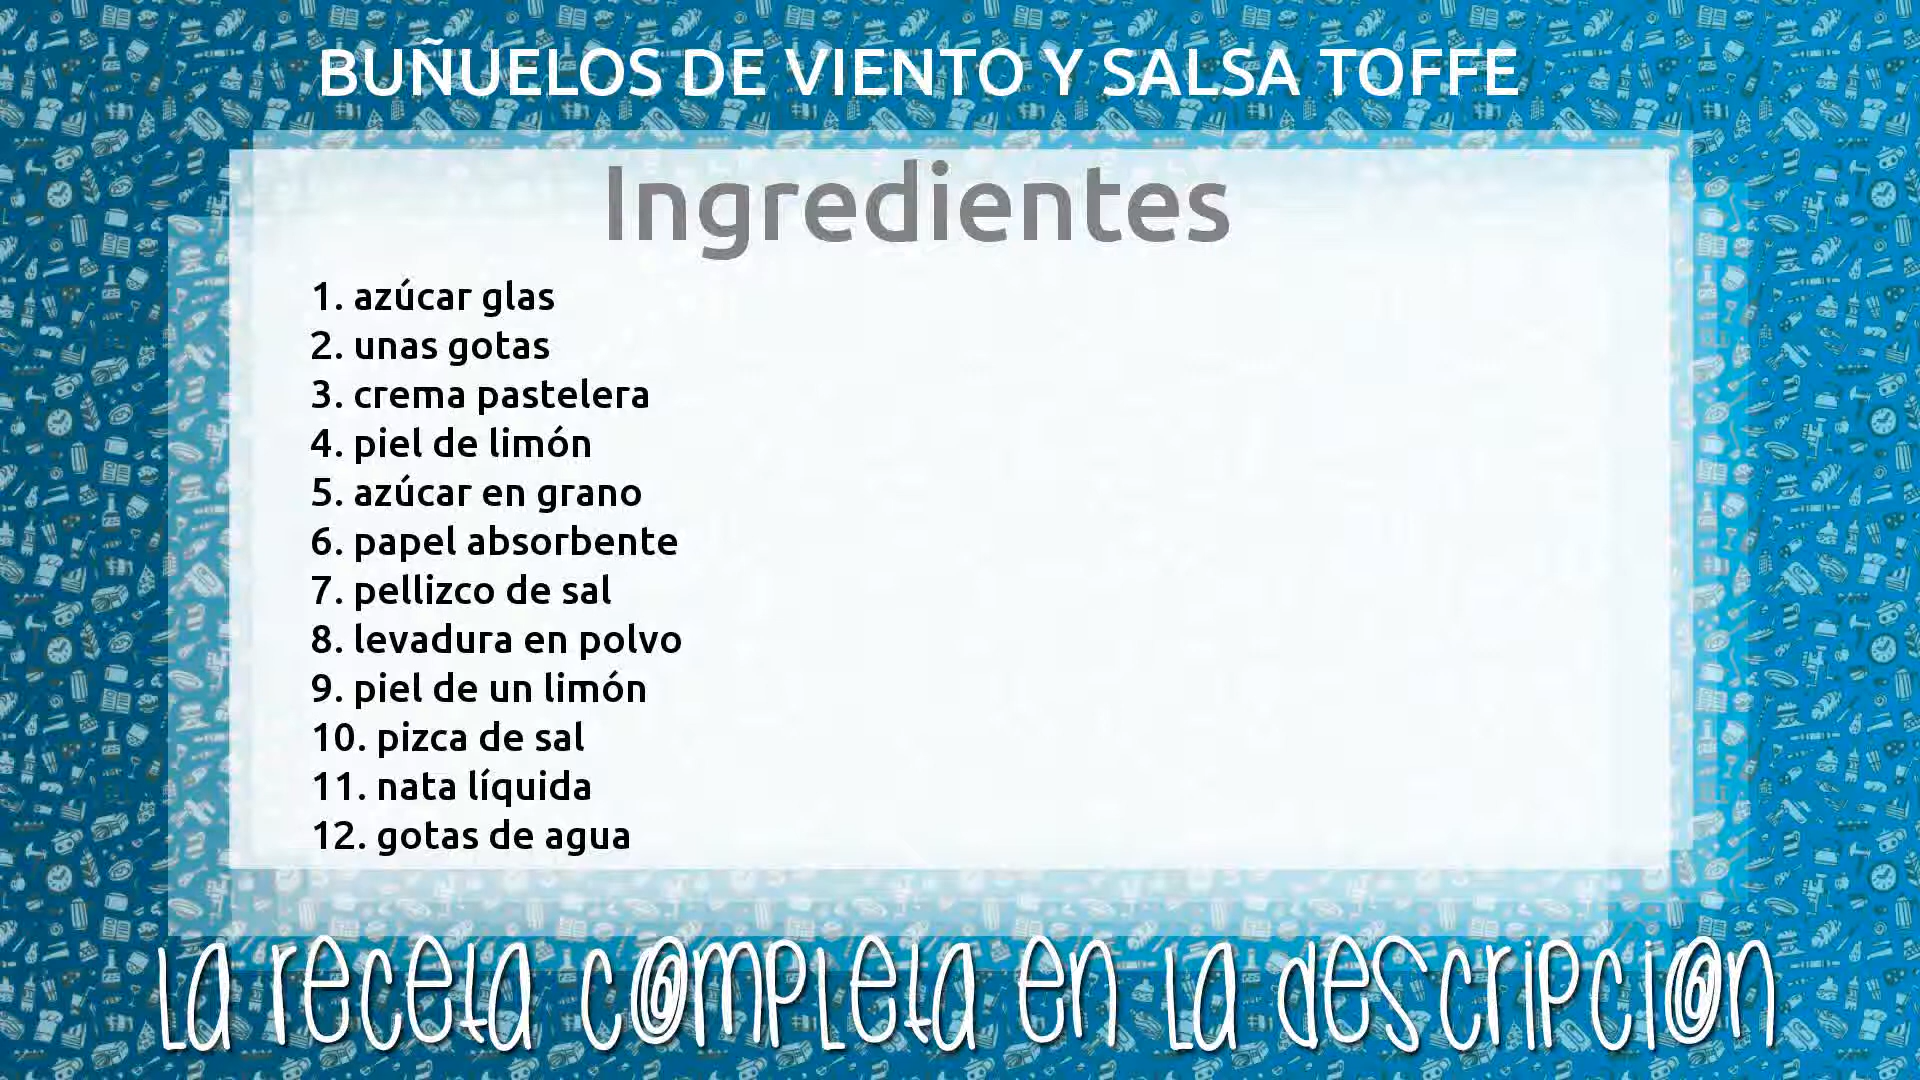 BUÑUELOS DE VIENTO Y SALSA TOFFE
Ingredientes
1. azúcar glas
2. unas gotas
3. crema pastelera
4. piel de limón
5. azúcar en grano
6. papel absorbente
7. pellizco de sal
8. levadura en polvo
9. piel de un limón
10. pizca de sal
11. nata líquida
12. gotas de agua
La receta completa en la descripción